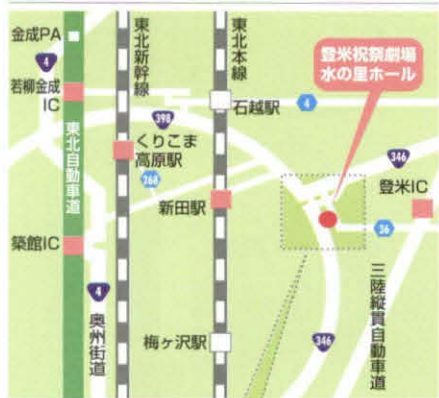 金成PA
4
若柳金成
IC
東北自動車道
築館IC
4
奥州街道
東北新幹線
398
くりこま
高原駅
268
東北本線
石越駅
4
新田駅
梅ヶ沢駅
登米祝祭劇場
水の里ホール
346
登米IC
36
346
三陸縦貫自動車道